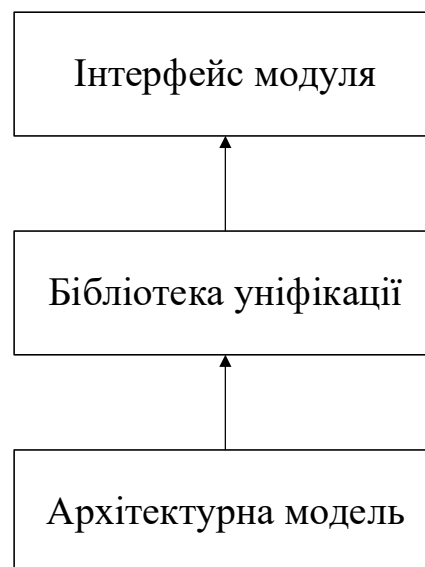 Інтерфейс модуля
Бібліотека уніфікації
Архітектурна модель